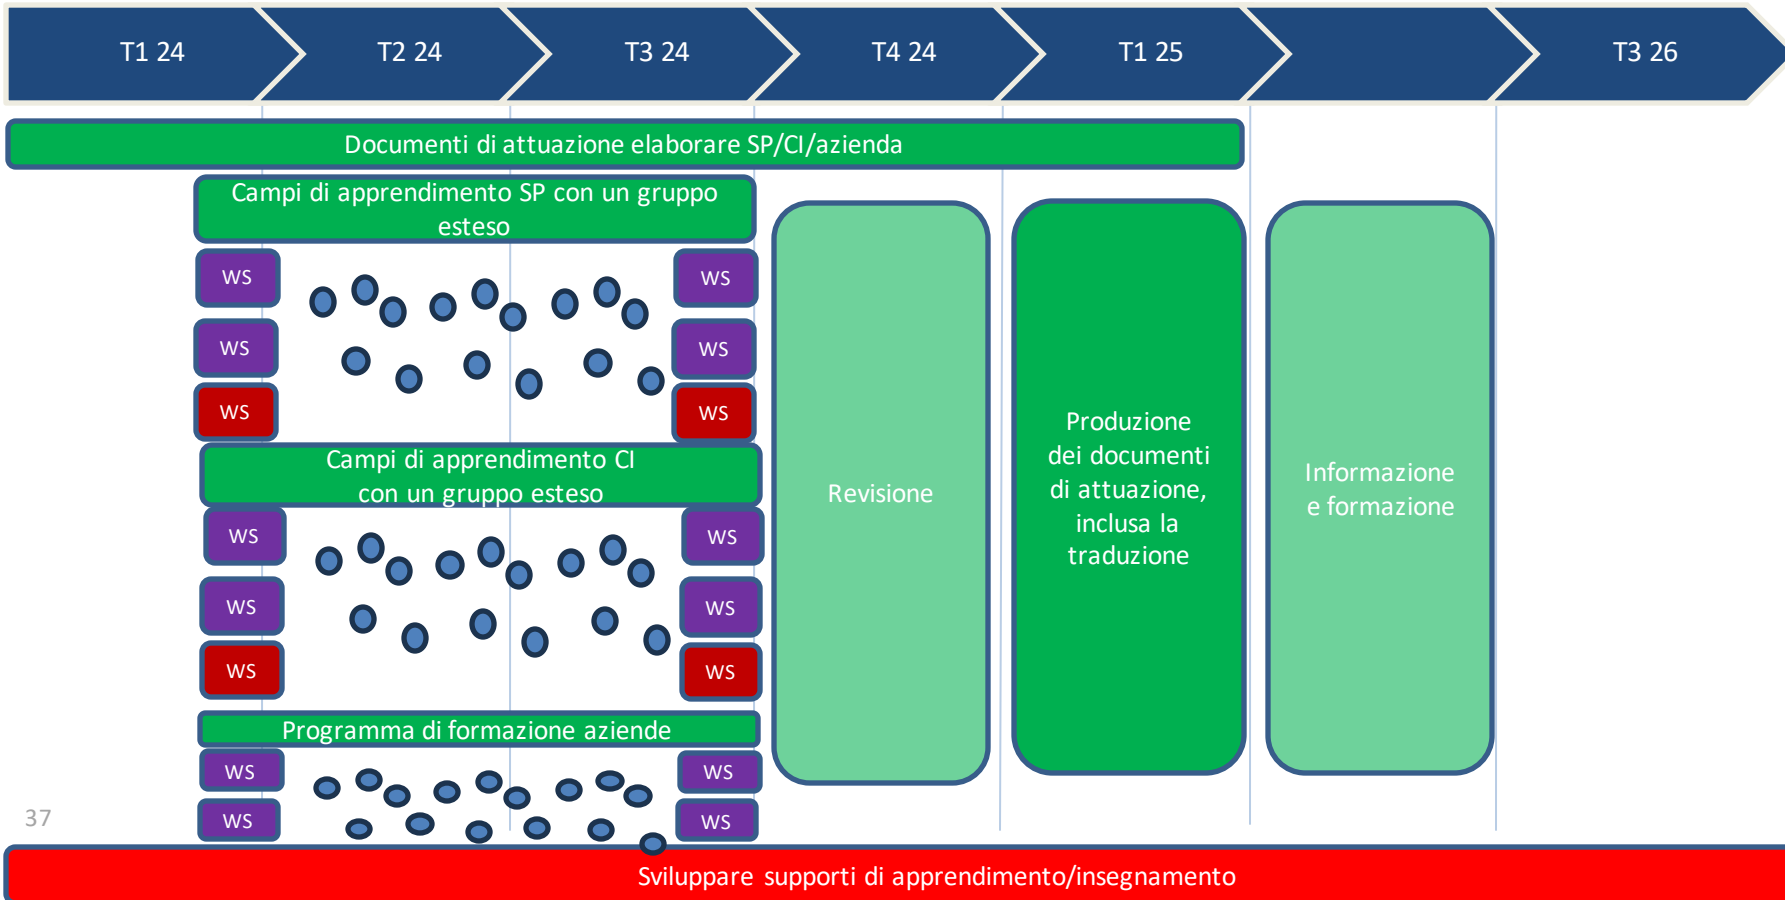 T1 24
T2 24
T3 24
T4 24
T1 25
T3 26
Documenti di attuazione elaborare SP/CI/azienda
Campi di apprendimento SP con un gruppo
esteso
WS
WS
WS
WS
WS
WS
Campi di apprendimento CI
con un gruppo esteso
WS
WS
WS
WS
WS
WS
Programma di formazione aziende
WS
WS
WS
WS
Revisione
Produzione
dei documenti
di attuazione,
inclusa la
traduzione
Informazione
e formazione
37
Sviluppare supporti di apprendimento/insegnamento